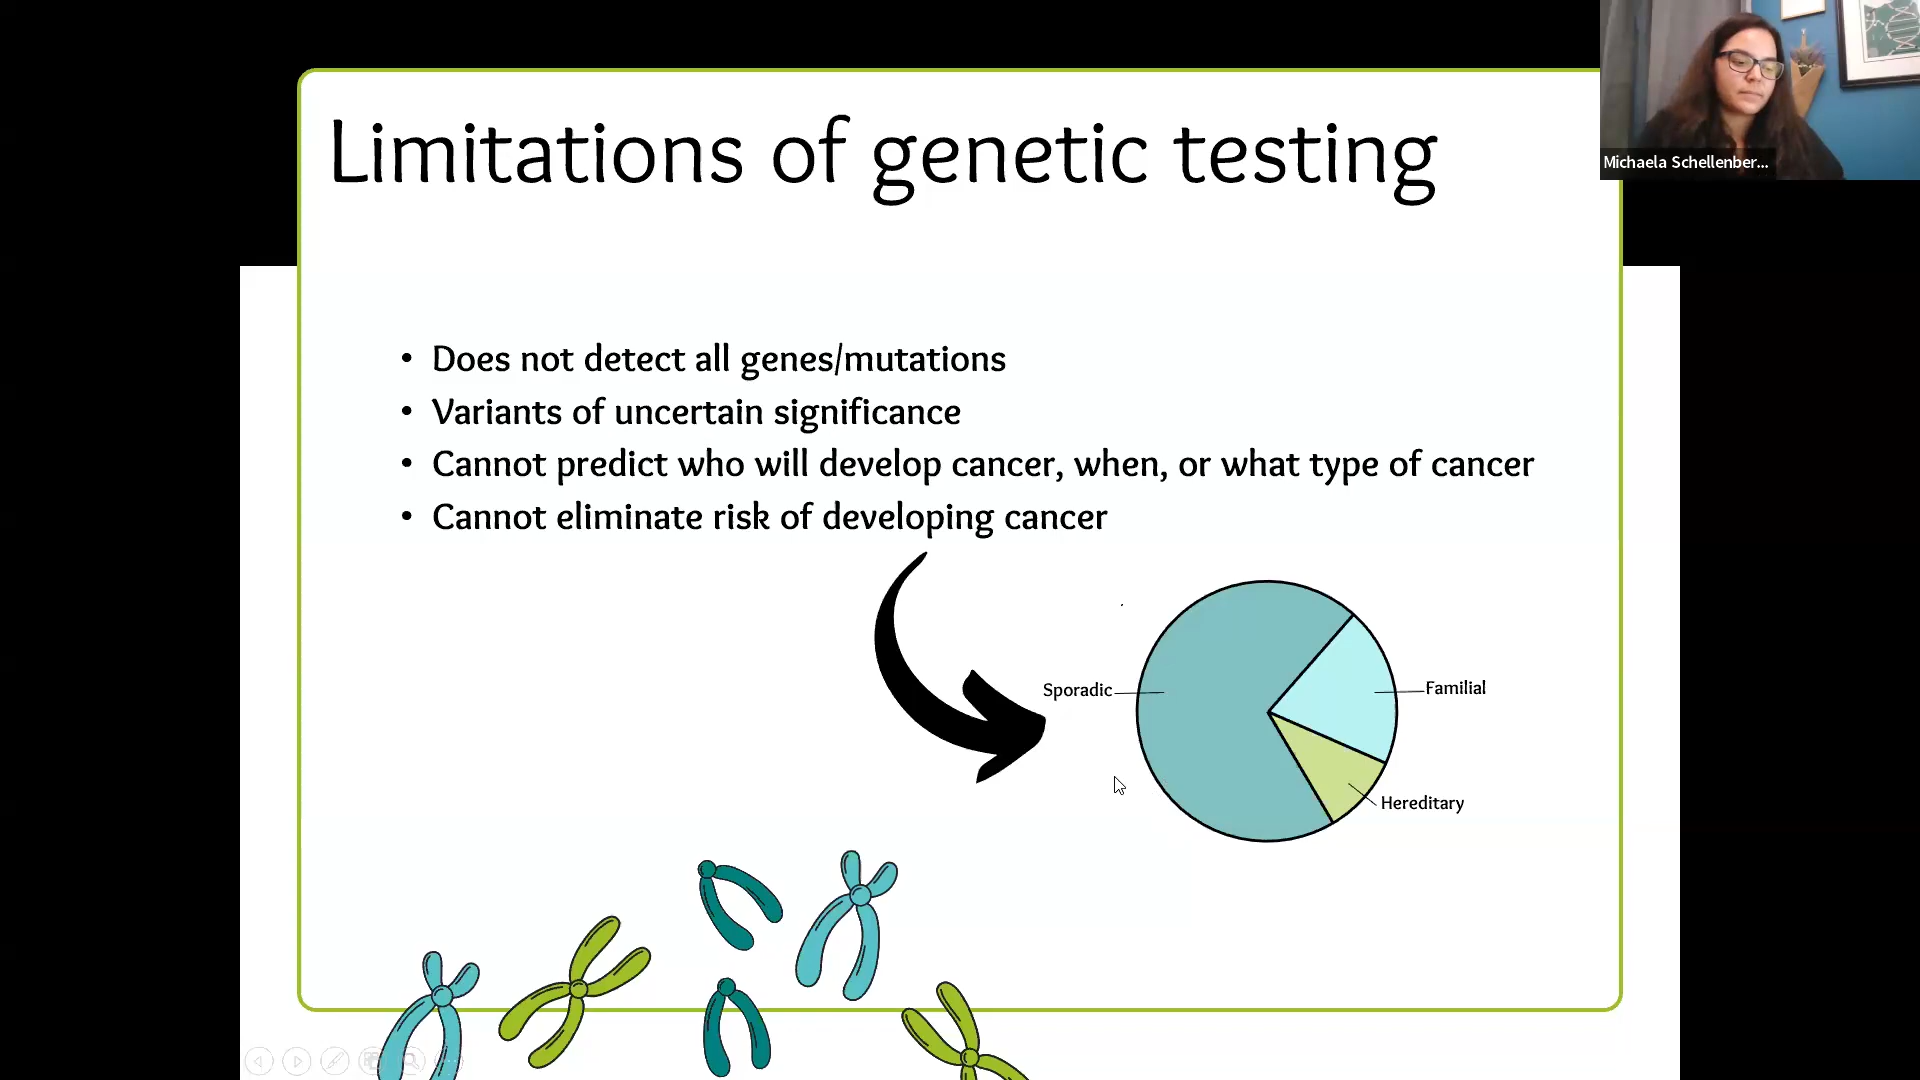 Limitations of genetic testing
Michaela Schellenber...
• Does not detect all genes/mutations
• Variants of uncertain significance
• Cannot predict who will develop cancer, when, or what type of cancer
• Cannot eliminate risk of developing cancer
Sporadic
Familial
Hereditary